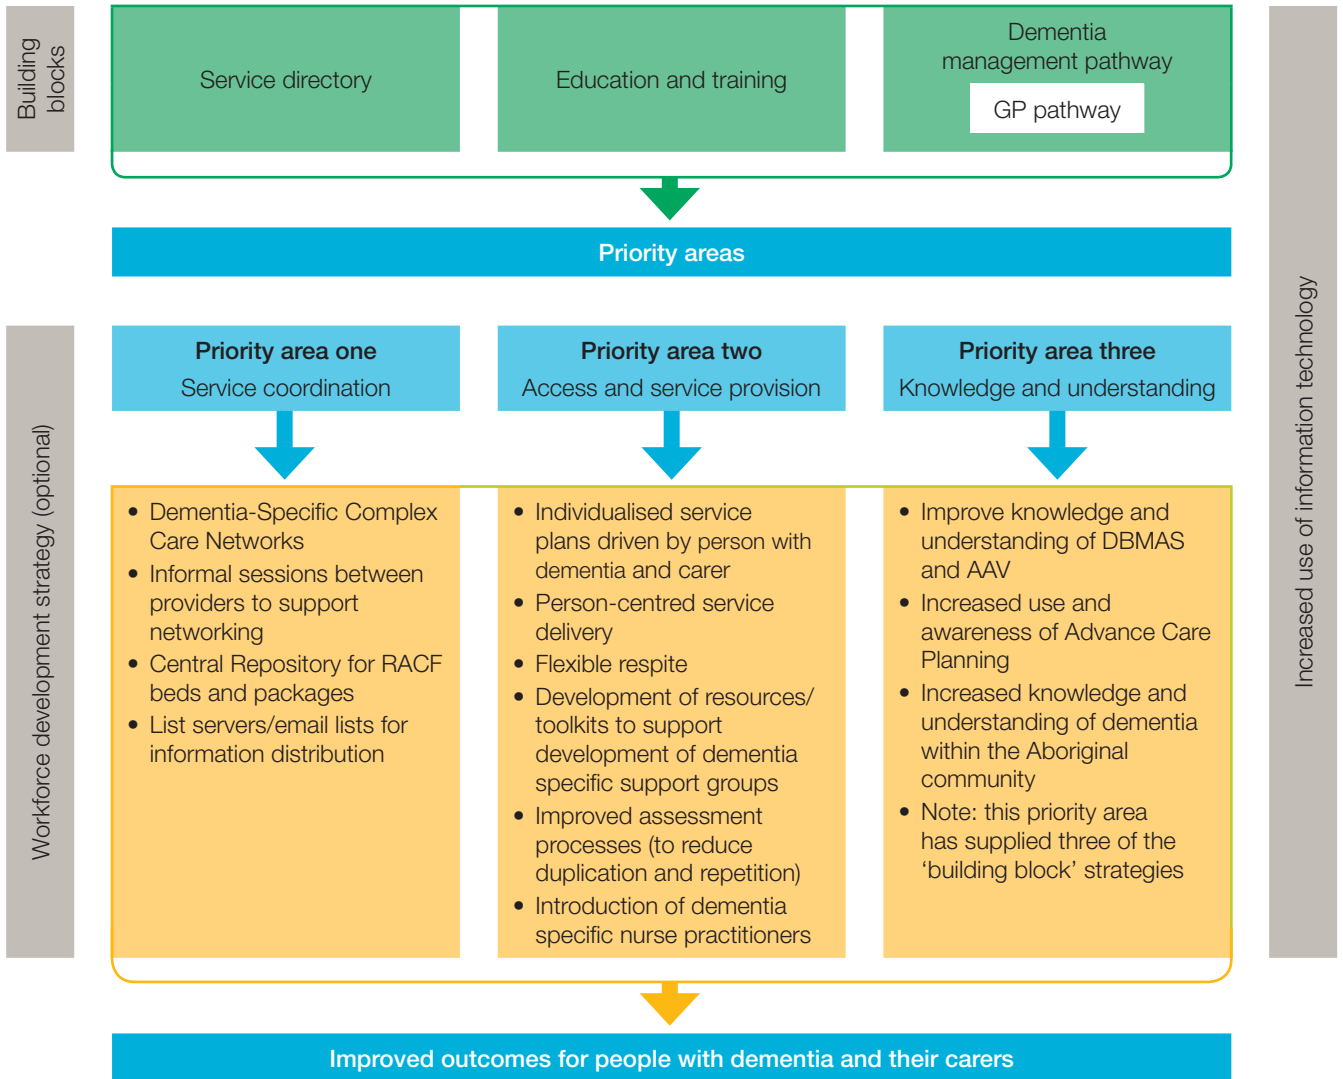 Building
blocks
Service directory
Education and training
Dementia
management pathway
GP pathway
Priority areas
Increased use of information technology
Workforce development strategy (optional)
Priority area one
Service coordination
Priority area two
Access and service provision
Priority area three
Knowledge and understanding
• Dementia-Specific Complex
Care Networks
• Informal sessions between
providers to support
networking
• Central Repository for RACF
beds and packages
• List servers/email lists for
information distribution
• Individualised service
plans driven by person with
dementia and carer
• Person-centred service
delivery
• Flexible respite
• Development of resources/
toolkits to support
development of dementia
specific support groups
• Improved assessment
processes (to reduce
duplication and repetition)
• Introduction of dementia
specific nurse practitioners
• Improve knowledge and
understanding of DBMAS
and AAV
• Increased use and
awareness of Advance Care
Planning
• Increased knowledge and
understanding of dementia
within the Aboriginal
community
• Note: this priority area
has supplied three of the
‘building block’ strategies
Improved outcomes for people with dementia and their carers